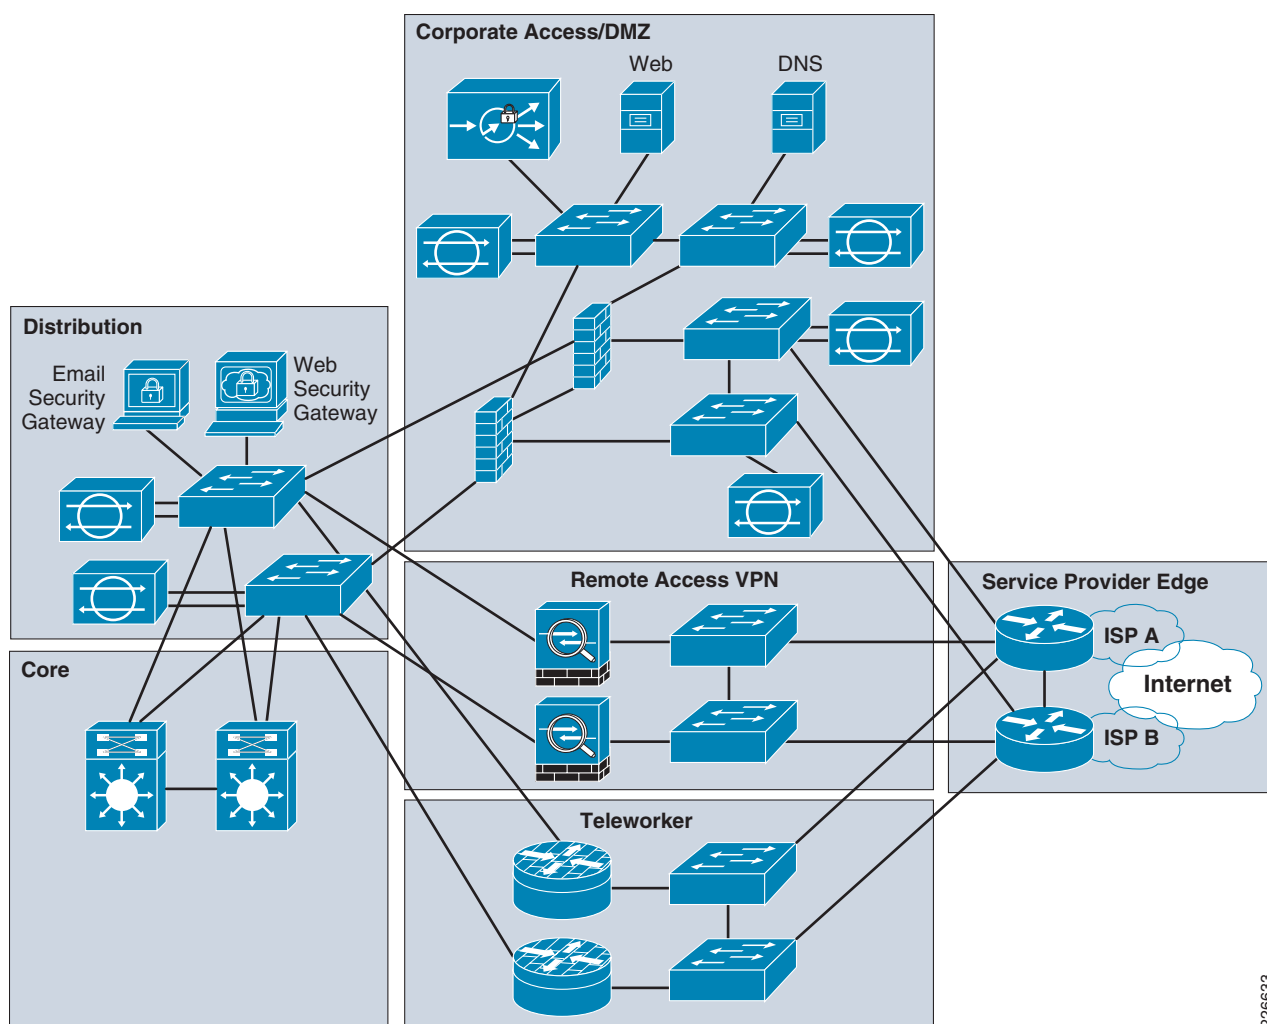 Corporate Access/DMZ
Web
DNS
Distribution
Email
Security
Gateway
Web
Security
Gateway
Remote Access VPN
Service Provider Edge
ISP A
Internet
ISP B
Core
Teleworker
226633